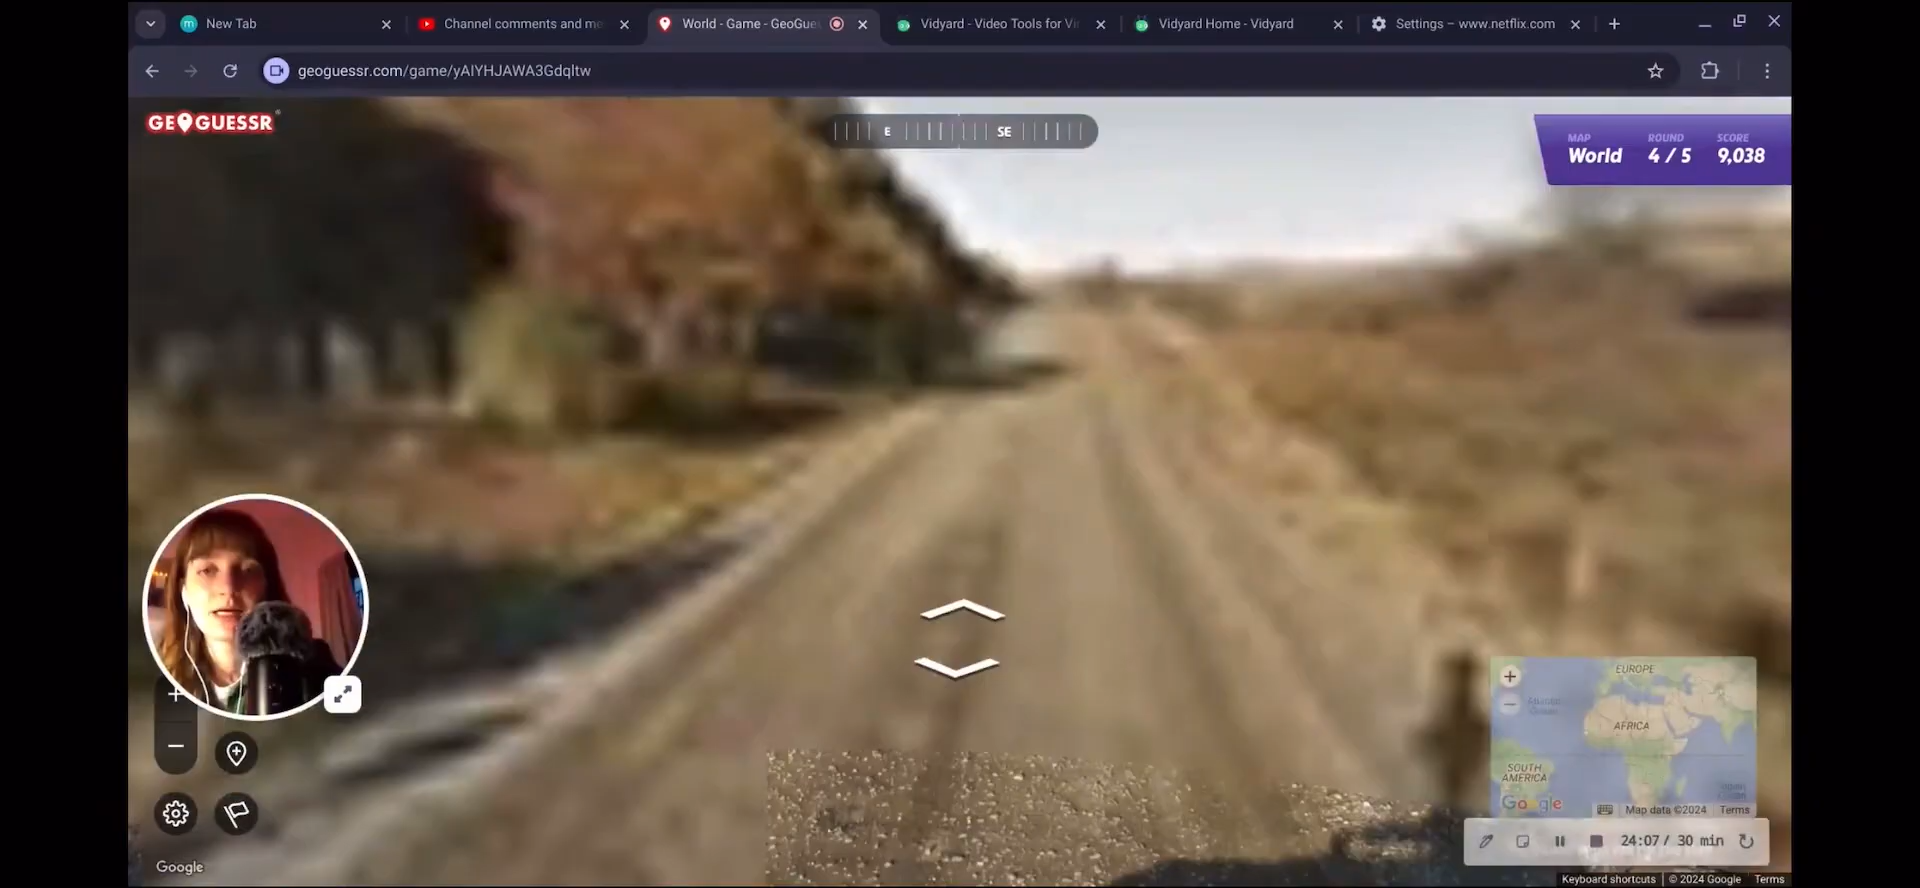 New Tab
Channel comments and me
World - Game - GeoGues
Vidyard - Video Tools for Vi
Vidyard Home - Vidyard
Settings – www.netflix.com
geoguessr.com/game/yAIYHJAWA3Gdqltw
GEOGUESSR
E SE
MAP ROUND SCORE
World 4 / 5 9,038
EUROPE
AFRICA
SOUTH
AMERICA
Google
Map data ©2024 Terms
24:07 / 30 min
Google
Keyboard shortcuts © 2024 Google Terms